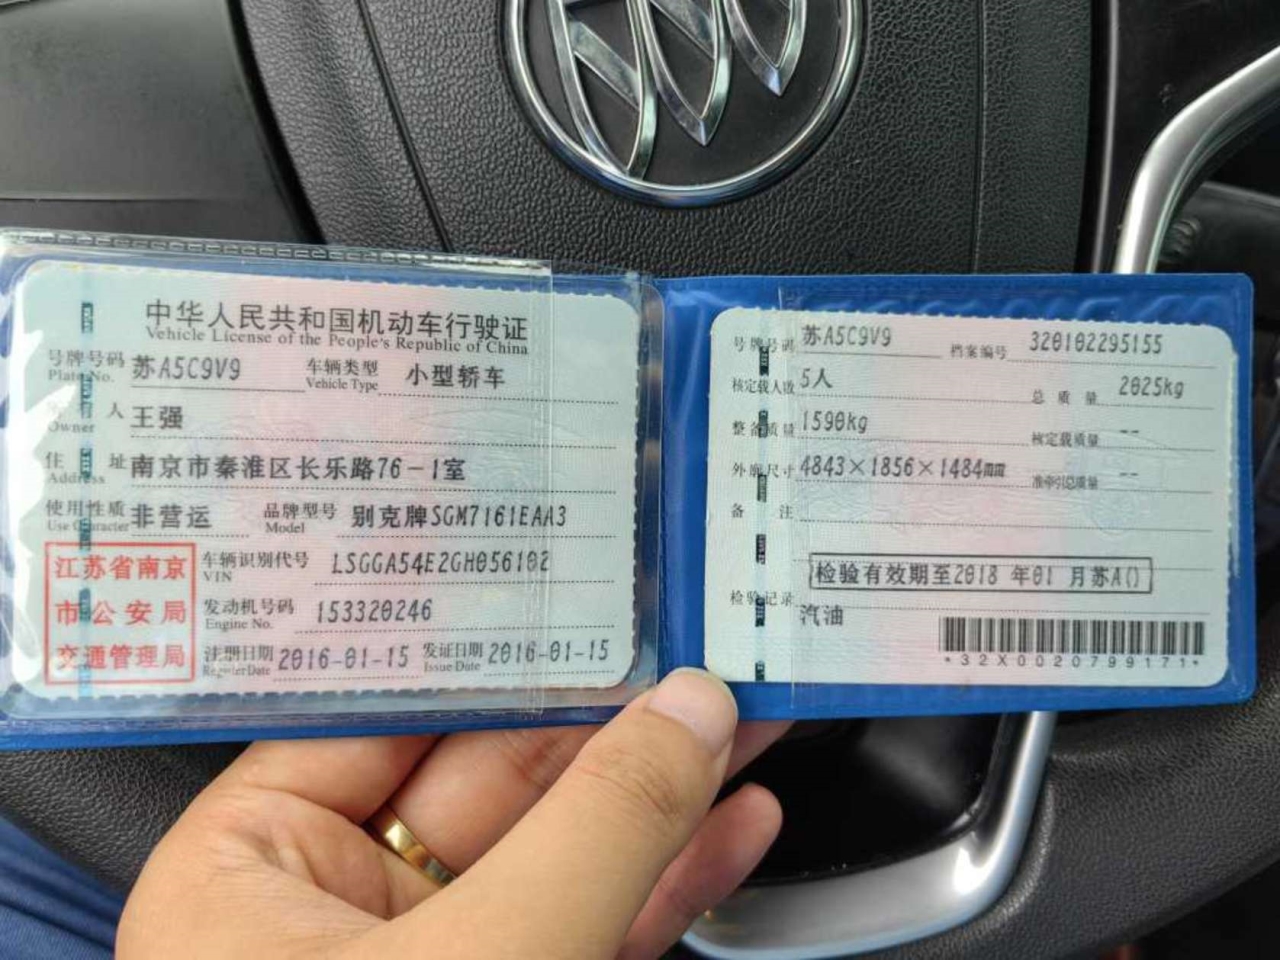 中华人民共和国机动车行驶证
Vehicle License of the People's Republic of China
号牌号码 苏A5C9V9 车辆类型 小型轿车
Plate No. Vehicle Type
人 王强
Owner
住 址 南京市秦淮区长乐路76-1室
Address
使用性质 非营运 品牌型号 别克牌SGM7161EAA3
Use Character Model
江苏省南京
市公安局
交通管理局
车辆识别代号 LSGGA54E2GH056102
VIN
发动机号码 153320246
Engine No.
注册日期 2016-01-15 发证日期 2016-01-15
Register Date Issue Date
号牌号码 苏A5C9V9 档案编号 320102295155
核定载人数 5人 总质量 2025kg
整备质量 1590kg 核定载质量 --
外廓尺寸 4843×1856×1484mm 准牵引总质量 --
备 注
检验有效期至2018 年01 月苏A()
检验记录
汽油
*32X0020799171*